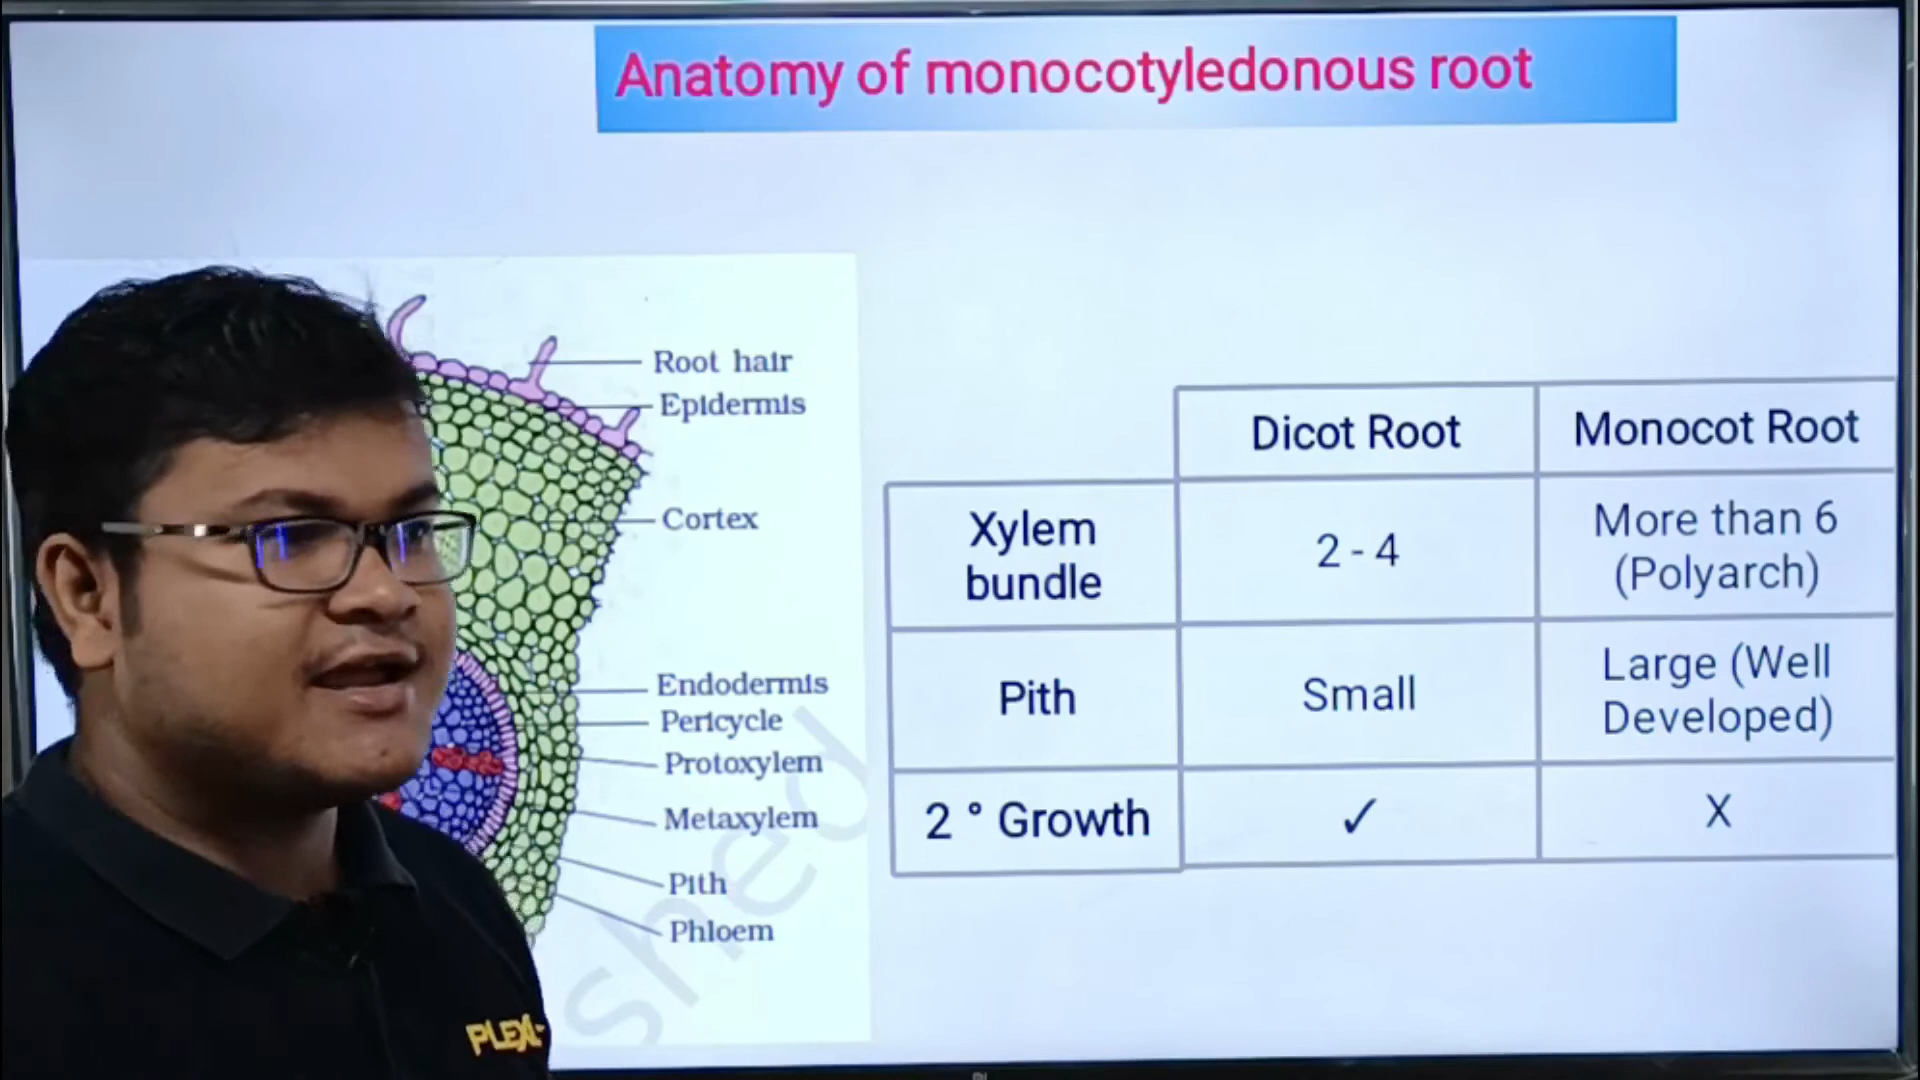 Anatomy of monocotyledonous root
Root hair
Epidermis
Cortex
Endodermis
Pericycle
Protoxylem
Metaxylem
Pith
Phloem
shed
Dicot Root
Monocot Root
Xylem
bundle
2 - 4
More than 6
(Polyarch)
Pith
Small
Large (Well
Developed)
2 ° Growth
✓
X